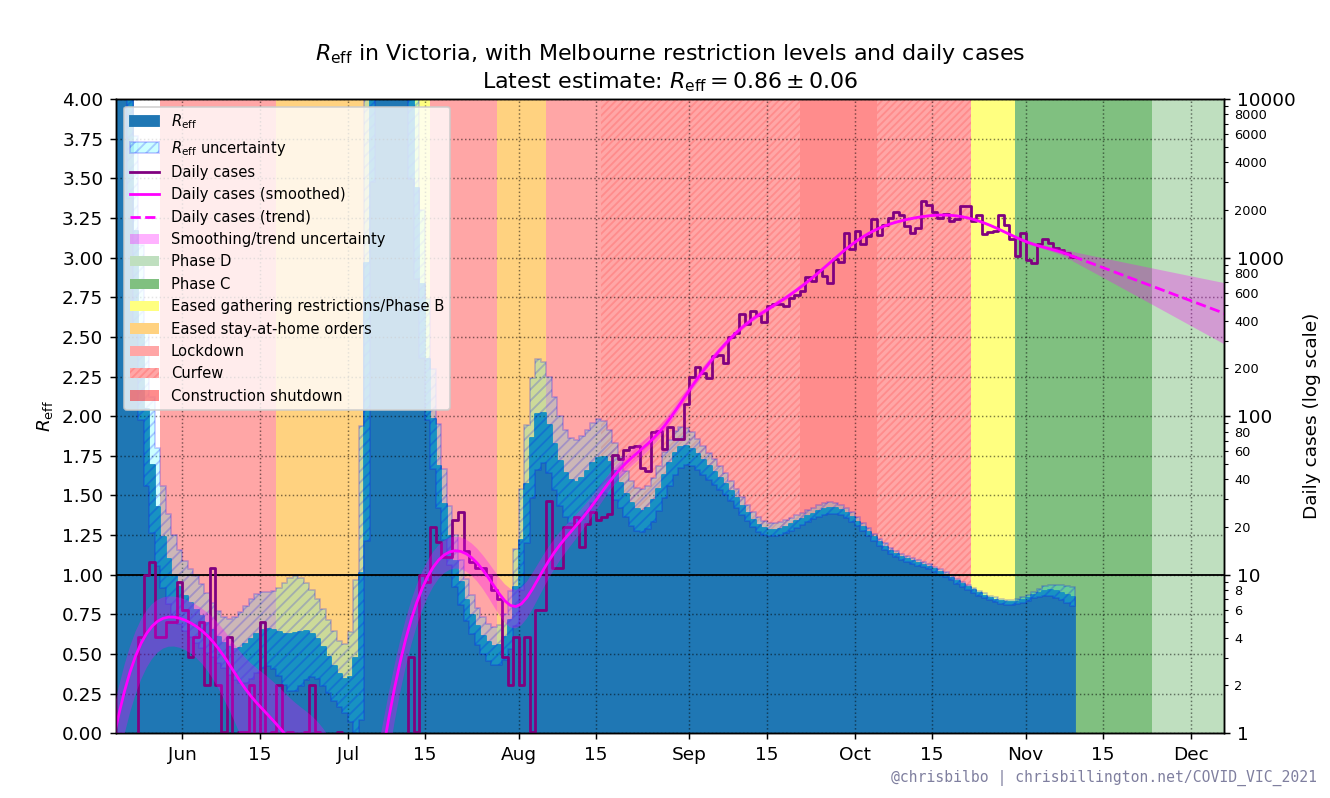 R_eff in Victoria, with Melbourne restriction levels and daily cases
Latest estimate: R_eff = 0.86 ± 0.06
R_eff
R_eff uncertainty
Daily cases
Daily cases (smoothed)
Daily cases (trend)
Smoothing/trend uncertainty
Phase D
Phase C
Eased gathering restrictions/Phase B
Eased stay-at-home orders
Lockdown
Curfew
Construction shutdown
R_eff
4.00
3.75
3.50
3.25
3.00
2.75
2.50
2.25
2.00
1.75
1.50
1.25
1.00
0.75
0.50
0.25
0.00
Jun 15 Jul 15 Aug 15 Sep 15 Oct 15 Nov 15 Dec
10000
8000
6000
4000
2000
1000
800
600
400
200
100
80
60
40
20
10
8
6
4
2
1
Daily cases (log scale)
@chrisbilbo | chrisbillington.net/COVID_VIC_2021